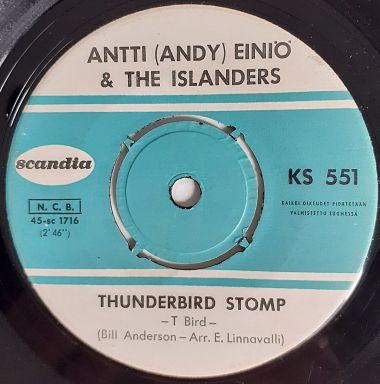 ANTTI (ANDY) EINIÖ
& THE ISLANDERS
scandia
N. C. B.
45-sc 1716
(2'46")
KS 551
KAIKKI OIKEUDET PIDÄTETÄÄN
VALMISTETTU SUOMESSA
THUNDERBIRD STOMP
–T Bird–
(Bill Anderson–Arr. E. Linnavalli)